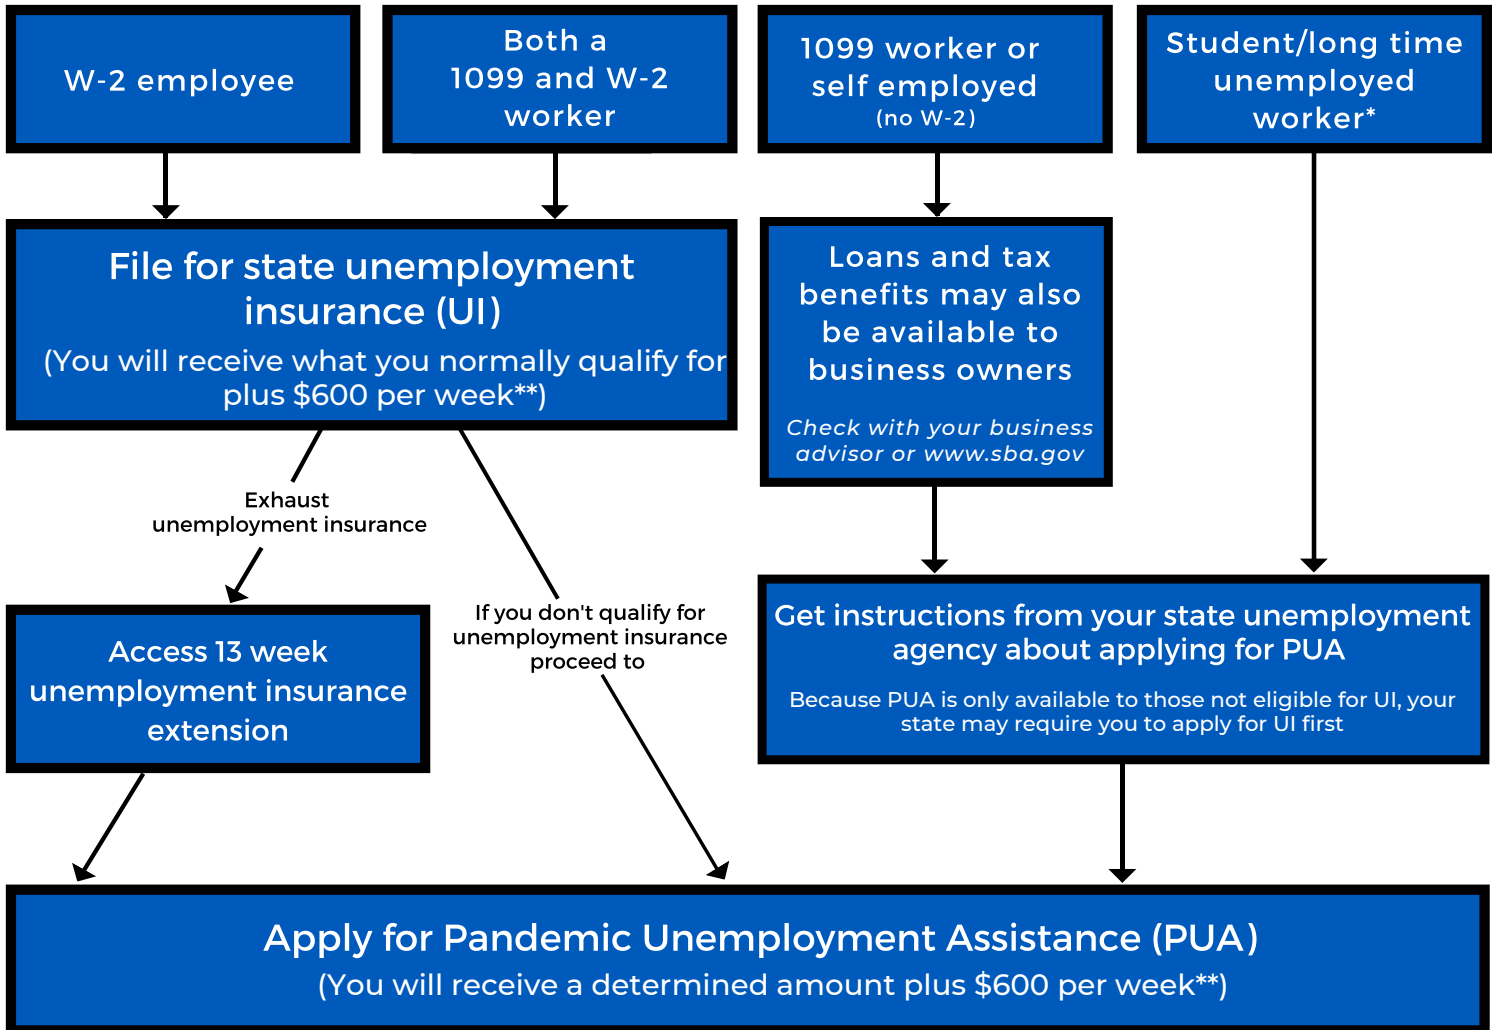 W-2 employee
Both a
1099 and W-2
worker
1099 worker or
self employed
(no W-2)
Student/long time
unemployed
worker*
File for state unemployment
insurance (UI)
(You will receive what you normally qualify for
plus $600 per week**)
Loans and tax
benefits may also
be available to
business owners
Check with your business
advisor or www.sba.gov
Exhaust
unemployment insurance
If you don't qualify for
unemployment insurance
proceed to
Access 13 week
unemployment insurance
extension
Get instructions from your state unemployment
agency about applying for PUA
Because PUA is only available to those not eligible for UI, your
state may require you to apply for UI first
Apply for Pandemic Unemployment Assistance (PUA)
(You will receive a determined amount plus $600 per week**)